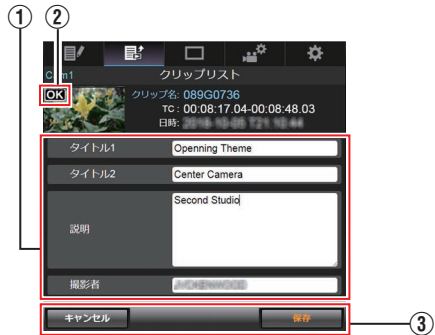 ① ②
Cam1 クリップリスト
OK クリップ名: 089G0736
TC: 00:08:17.04-00:08:48.03
日時:
タイトル1 Openning Theme
タイトル2 Center Camera
説明 Second Studio
撮影者
キャンセル 保存
③